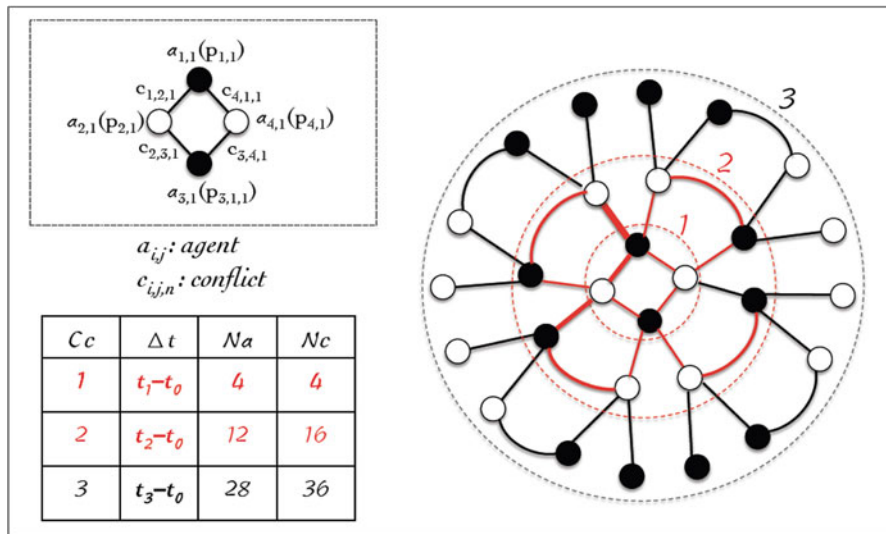 a1,1(p1,1)
c1,2,1 c4,1,1
a2,1(p2,1) a4,1(p4,1)
c2,3,1 c3,4,1
a3,1(p3,1,1)
ai,j: agent
ci,j,n: conflict
Cc Δt Na Nc
1 t1–t0 4 4
2 t2–t0 12 16
3 t3–t0 28 36
3
2
1